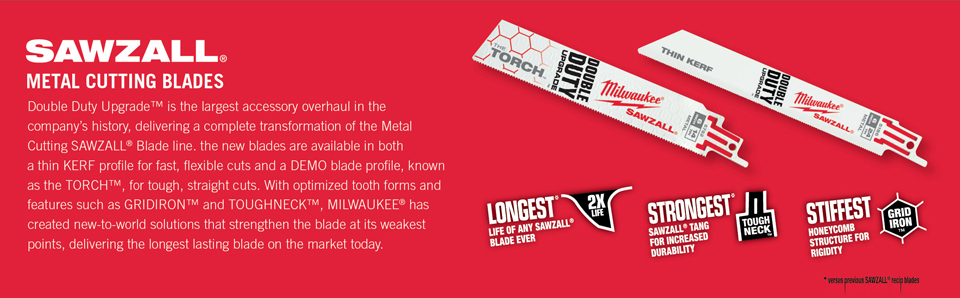 SAWZALL®
METAL CUTTING BLADES
Double Duty Upgrade™ is the largest accessory overhaul in the
company's history, delivering a complete transformation of the Metal
Cutting SAWZALL® Blade line. the new blades are available in both
a thin KERF profile for fast, flexible cuts and a DEMO blade profile, known
as the TORCH™, for tough, straight cuts. With optimized tooth forms and
features such as GRIDIRON™ and TOUGHNECK™, MILWAUKEE® has
created new-to-world solutions that strengthen the blade at its weakest
points, delivering the longest lasting blade on the market today.
THE
TORCH
DOUBLE
DUTY
UPGRADE
Milwaukee®
SAWZALL®
METAL
14
THIN KERF
DOUBLE
DUTY
UPGRADE
Milwaukee®
SAWZALL®
METAL
24
LONGEST*
LIFE OF ANY SAWZALL®
BLADE EVER
2X
LIFE
STRONGEST*
SAWZALL® TANG
FOR INCREASED
DURABILITY
TOUGH
NECK™
STIFFEST*
HONEYCOMB
STRUCTURE FOR
RIGIDITY
GRID
IRON
™
* versus previous SAWZALL® recip blades